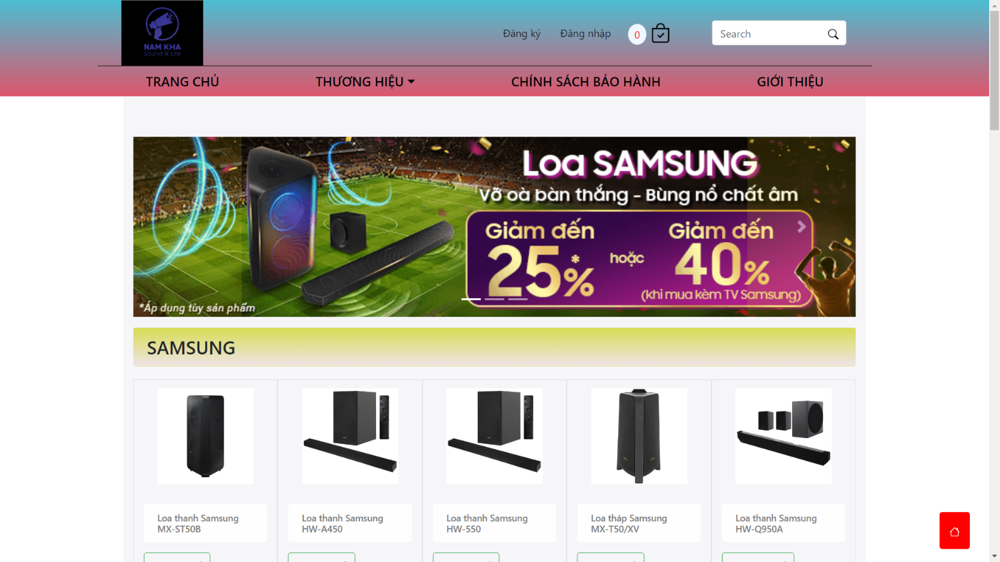 NAM KHA
Sound & Life
Đăng ký
Đăng nhập
0
Search
TRANG CHỦ
THƯƠNG HIỆU
CHÍNH SÁCH BẢO HÀNH
GIỚI THIỆU
Loa SAMSUNG
Vỡ oà bàn thắng - Bùng nổ chất âm
Giảm đến
25%*
hoặc
Giảm đến
40%
(khi mua kèm TV Samsung)
*Áp dụng tùy sản phẩm
SAMSUNG
Loa thanh Samsung
MX-ST50B
Loa thanh Samsung
HW-A450
Loa thanh Samsung
HW-550
Loa tháp Samsung
MX-T50/XV
Loa thanh Samsung
HW-Q950A